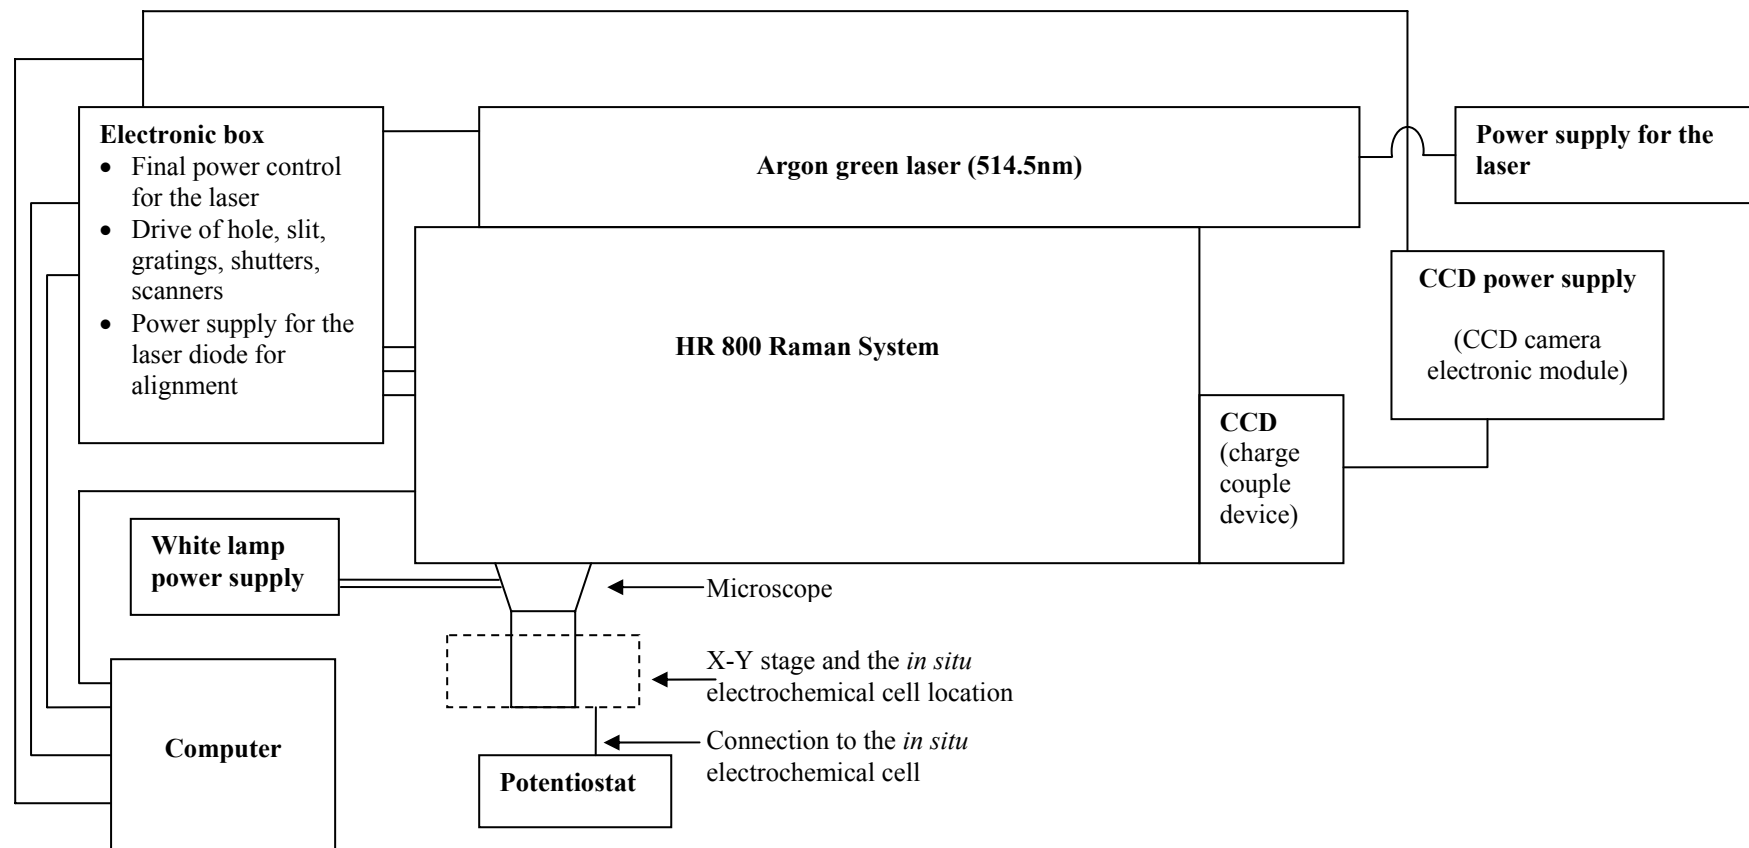 Electronic box
• Final power control
for the laser
• Drive of hole, slit,
gratings, shutters,
scanners
• Power supply for the
laser diode for
alignment
Argon green laser (514.5nm)
Power supply for the
laser
HR 800 Raman System
CCD power supply
(CCD camera
electronic module)
CCD
(charge
couple
device)
White lamp
power supply
Microscope
X-Y stage and the in situ
electrochemical cell location
Computer
Connection to the in situ
electrochemical cell
Potentiostat